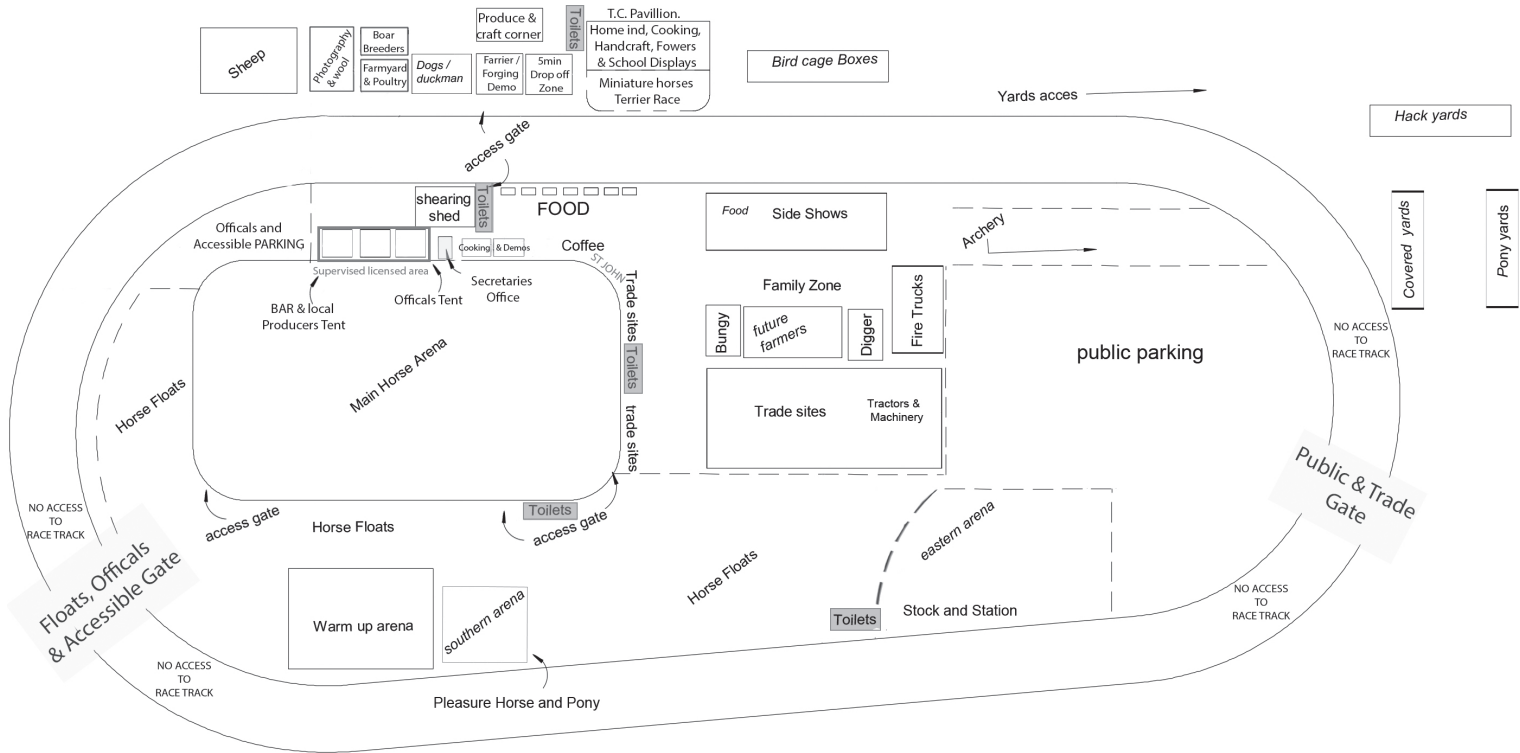 Sheep
Photography
& wool
Boar
Breeders
Farmyard
& Poultry
Dogs /
duckman
Produce &
craft corner
Farrier /
Forging
Demo
5min
Drop off
Zone
Toilets
T.C. Pavillion.
Home ind, Cooking,
Handcraft, Fowers
& School Displays
Miniature horses
Terrier Race
Bird cage Boxes
Yards acces
Hack yards
Covered yards
Pony yards
access gate
shearing
shed
Toilets
FOOD
Officals and
Accessible PARKING
Cooking
& Demos
Coffee
ST JOHN
Supervised licensed area
BAR & local
Producers Tent
Officals Tent
Secretaries
Office
Food
Side Shows
Archery
Family Zone
Bungy
future
farmers
Digger
Fire Trucks
Trade sites
Toilets
trade sites
Trade sites
Tractors &
Machinery
public parking
NO ACCESS
TO
RACE TRACK
Main Horse Arena
Horse Floats
Public & Trade
Gate
NO ACCESS
TO
RACE TRACK
access gate
Horse Floats
Toilets
access gate
Floats, Officals
& Accessible Gate
Horse Floats
eastern arena
Toilets
Stock and Station
NO ACCESS
TO
RACE TRACK
Warm up arena
southern arena
NO ACCESS
TO
RACE TRACK
Pleasure Horse and Pony